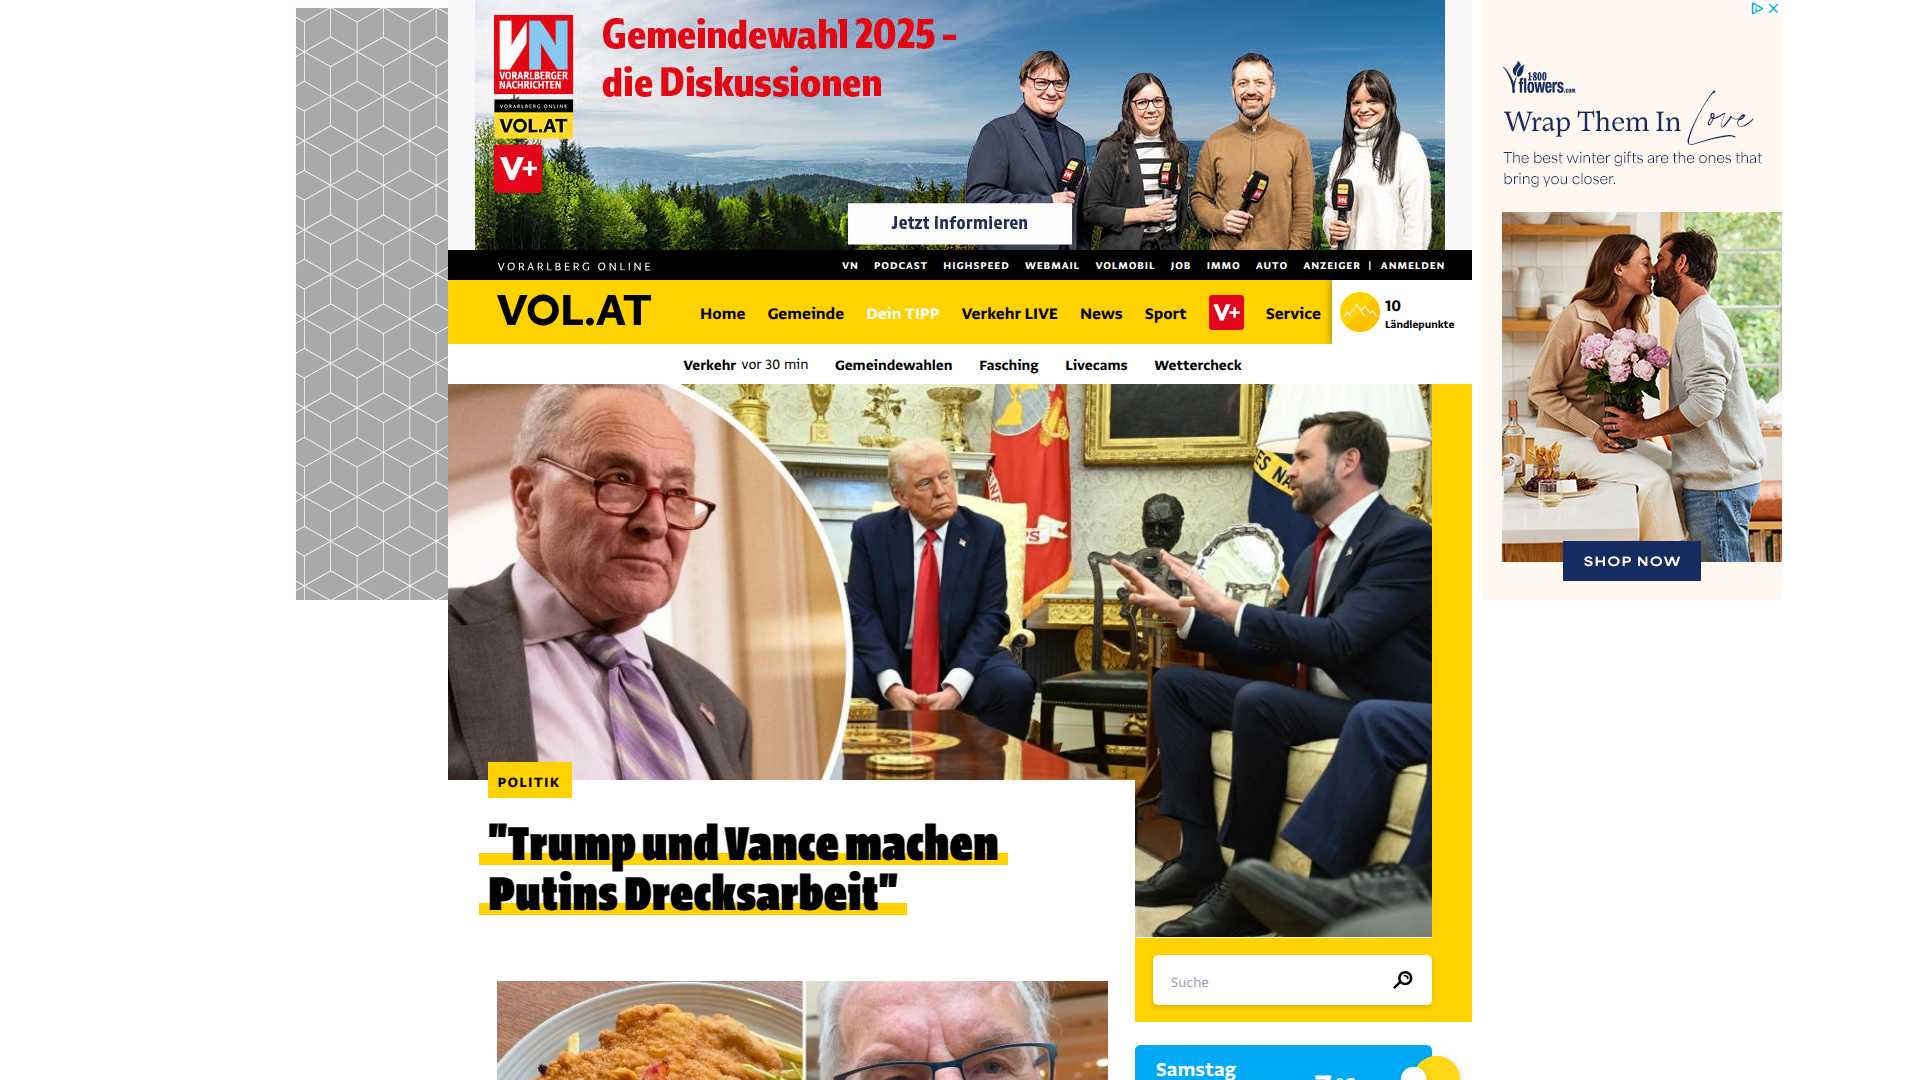 Gemeindewahl 2025 –
die Diskussionen
VN
VORARLBERGER
NACHRICHTEN
VORARLBERG ONLINE
VOL.AT
V+
Jetzt Informieren
1-800
flowers.com
Wrap Them In Love
The best winter gifts are the ones that
bring you closer.
SHOP NOW
VORARLBERG ONLINE
VN PODCAST HIGHSPEED WEBMAIL VOLMOBIL JOB IMMO AUTO ANZEIGER | ANMELDEN
VOL.AT
Home Gemeinde Dein TIPP Verkehr LIVE News Sport V+ Service
10
Ländlepunkte
Verkehr vor 30 min Gemeindewahlen Fasching Livecams Wettercheck
POLITIK
"Trump und Vance machen
Putins Drecksarbeit"
Suche
Samstag